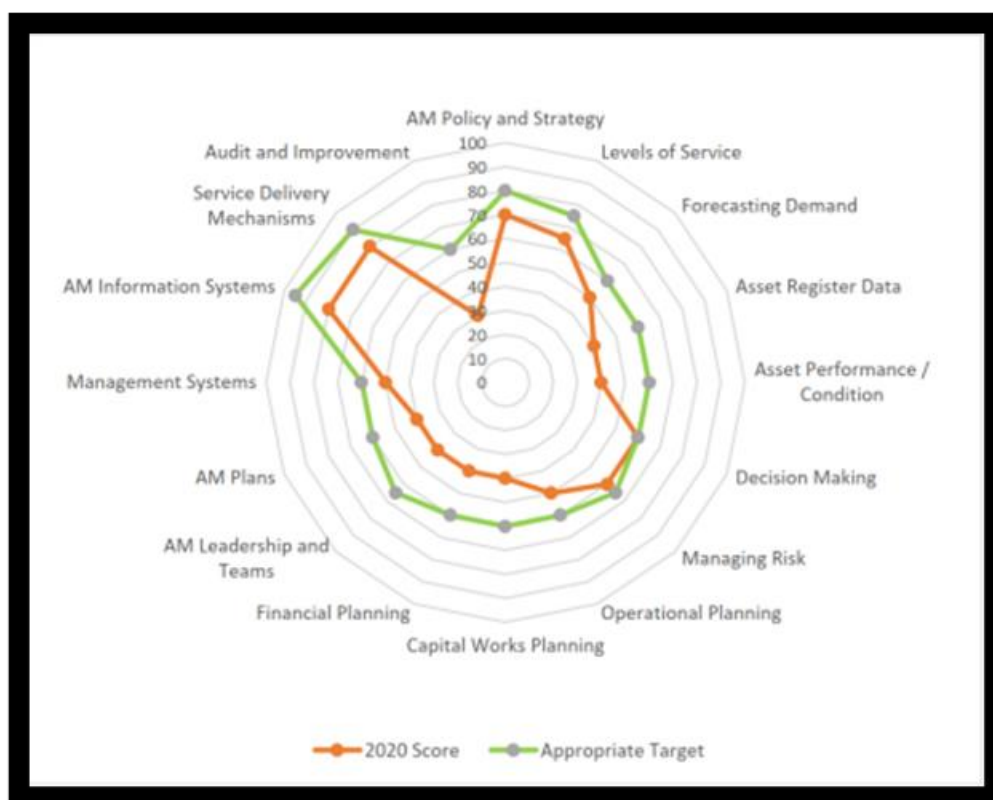 AM Policy and Strategy
100
90
80
70
60
50
40
30
20
10
0
Levels of Service
Forecasting Demand
Asset Register Data
Asset Performance /
Condition
Decision Making
Managing Risk
Operational Planning
Capital Works Planning
Financial Planning
AM Leadership and
Teams
AM Plans
Management Systems
AM Information Systems
Service Delivery
Mechanisms
Audit and Improvement
2020 Score
Appropriate Target